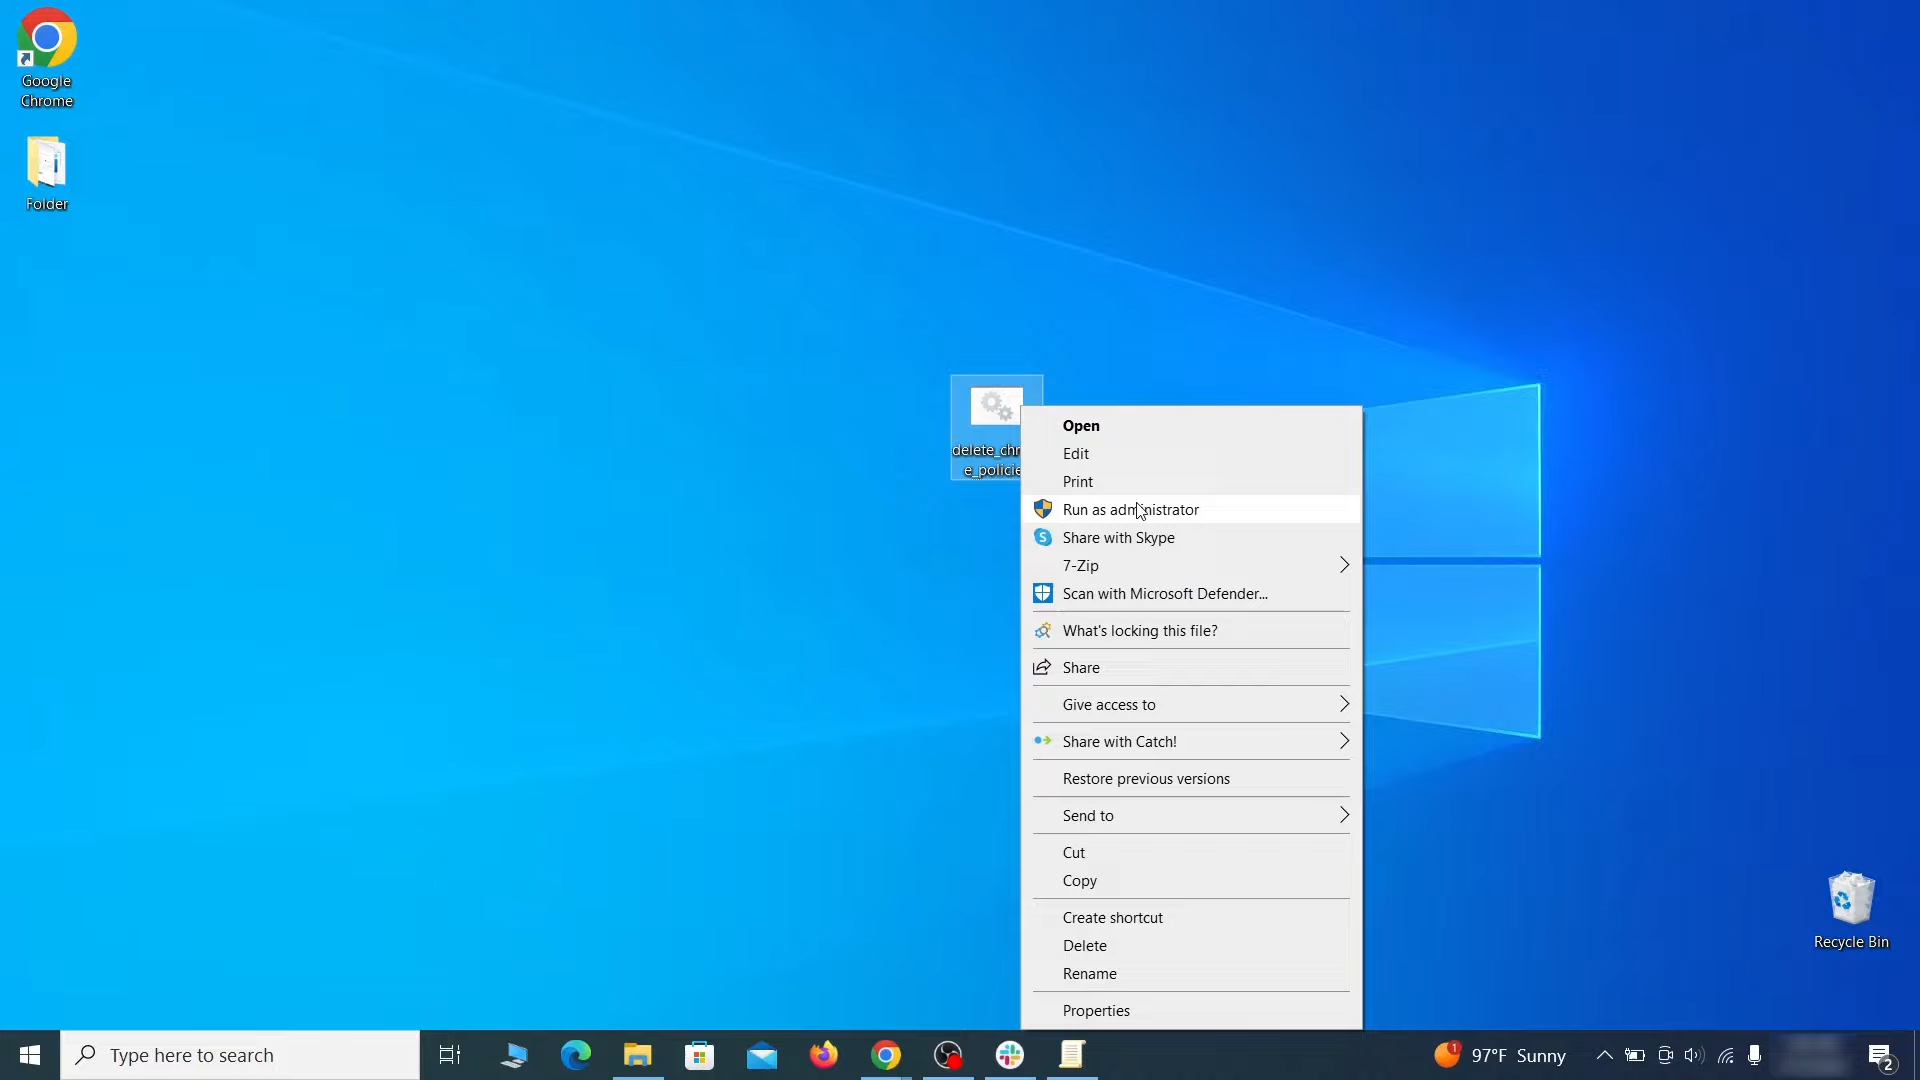 Google
Chrome
Folder
delete_chr
e_policie
Open
Edit
Print
Run as administrator
Share with Skype
7-Zip
Scan with Microsoft Defender...
What's locking this file?
Share
Give access to
Share with Catch!
Restore previous versions
Send to
Cut
Copy
Create shortcut
Delete
Rename
Properties
Recycle Bin
Type here to search
1
97°F Sunny
2